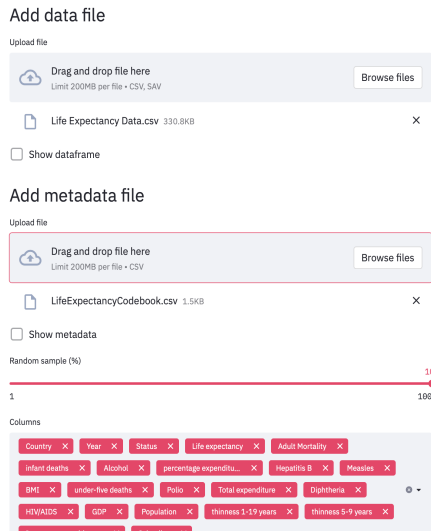 Add data file
Upload file
Drag and drop file here
Limit 200MB per file • CSV, SAV
Browse files
Life Expectancy Data.csv 330.8KB
Show dataframe
Add metadata file
Upload file
Drag and drop file here
Limit 200MB per file • CSV
Browse files
LifeExpectancyCodebook.csv 1.5KB
Show metadata
Random sample (%)
1 100
Columns
Country Year Status Life expectancy Adult Mortality
infant deaths Alcohol percentage expenditu... Hepatitis B Measles
BMI under-five deaths Polio Total expenditure Diphtheria
HIV/AIDS GDP Population thinness 1-19 years thinness 5-9 years